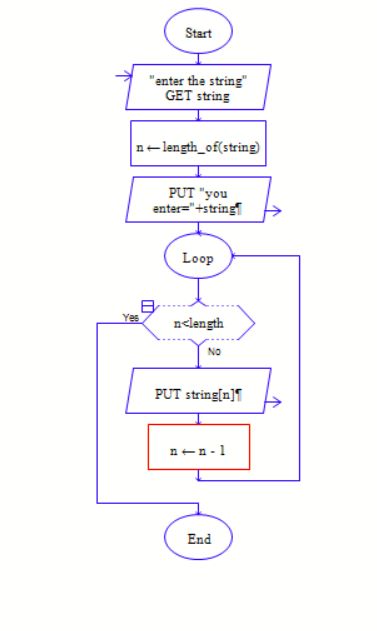 Start
"enter the string"
GET string
n ← length_of(string)
PUT "you
enter="+string¶
Loop
Yes
n<length
No
PUT string[n]¶
n ← n - 1
End